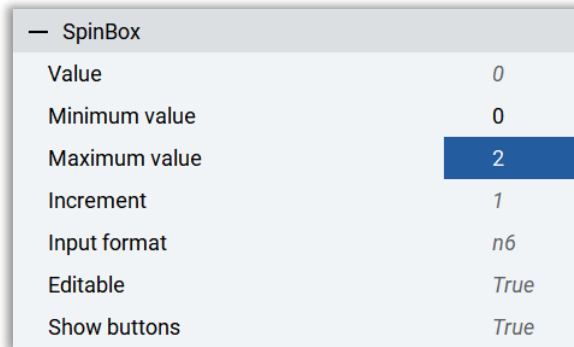 SpinBox
Value 0
Minimum value 0
Maximum value 2
Increment 1
Input format n6
Editable True
Show buttons True